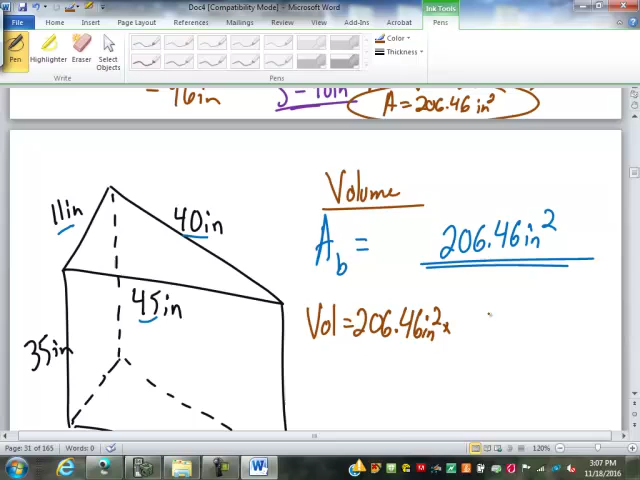 Doc4 [Compatibility Mode] - Microsoft Word
Ink Tools
File Home Insert Page Layout References Mailings Review View Add-Ins Acrobat Pens
Pen Highlighter Eraser Select Objects
Color
Thickness
Write Pens
= 46in
A = 206.46 in²
Volume
11in
40in
A_b = 206.46 in²
45in
Vol = 206.46 in² x
35in
Page: 31 of 165 Words: 0
120%
3:07 PM
11/18/2016